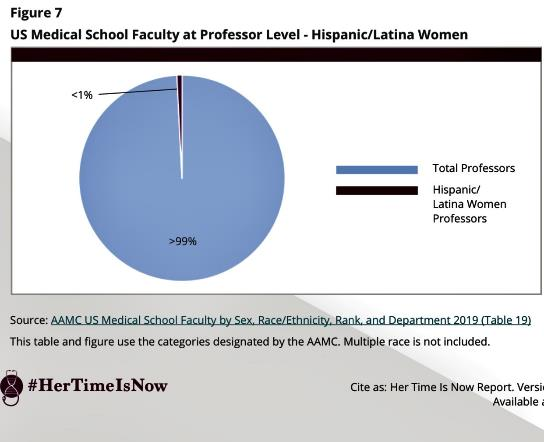 Figure 7
US Medical School Faculty at Professor Level - Hispanic/Latina Women
<1%
>99%
Total Professors
Hispanic/
Latina Women
Professors
Source: AAMC US Medical School Faculty by Sex, Race/Ethnicity, Rank, and Department 2019 (Table 19)
This table and figure use the categories designated by the AAMC. Multiple race is not included.
#HerTimeIsNow
Cite as: Her Time Is Now Report.
Available